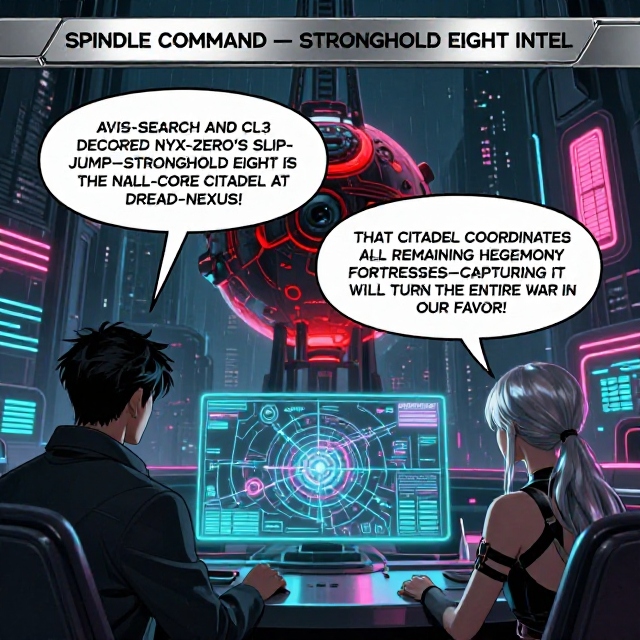 SPINDLE COMMAND — STRONGHOLD EIGHT INTEL
AVIS-SEARCH AND CL3
DECORED NYX-ZERO'S SLIP-
JUMP—STRONGHOLD EIGHT IS
THE NALL-CORE CITADEL AT
DREAD-NEXUS!
THAT CITADEL COORDINATES
ALL REMAINING HEGEMONY
FORTRESSES—CAPTURING IT
WILL TURN THE ENTIRE WAR IN
OUR FAVOR!